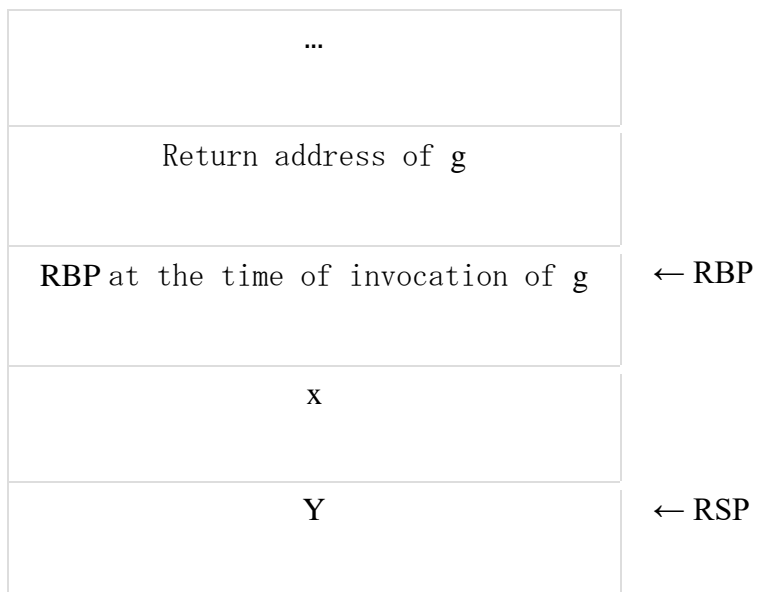 ...
Return address of g
RBP at the time of invocation of g ← RBP
x
Y ← RSP